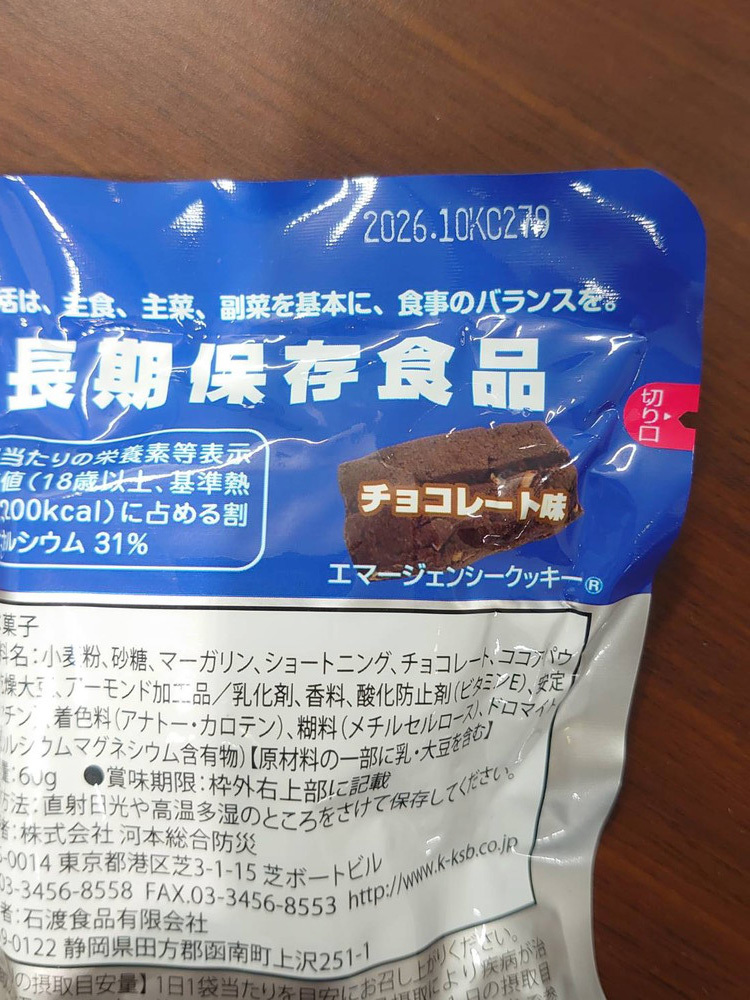 2026.10KC279
活は、主食、主菜、副菜を基本に、食事のバランスを。
長期保存食品
切り口
当たりの栄養素等表示
値(18歳以上、基準熱
200kcal)に占める割
カルシウム 31%
チョコレート味
エマージェンシークッキー®
菓子
料名:小麦粉、砂糖、マーガリン、ショートニング、チョコレート、ココアパウ
乾燥大豆、アーモンド加工品/乳化剤、香料、酸化防止剤(ビタミンE)、安定
チン)、着色料(アナトー・カロテン)、糊料(メチルセルロース)、ドロマイト
ルシウムマグネシウム含有物)【原材料の一部に乳・大豆を含む】
量:60g ●賞味期限:枠外右上部に記載
方法:直射日光や高温多湿のところをさけて保存してください。
者:株式会社 河本総合防災
-0014 東京都港区芝3-1-15 芝ボートビル
03-3456-8558 FAX.03-3456-8553 http://www.k-ksb.co.jp
者:石渡食品有限会社
9-0122 静岡県田方郡函南町上沢251-1
の摂取目安量】1日1袋当たりを目安にお召し上がりください。
摂取により疾病が治
日の摂取目